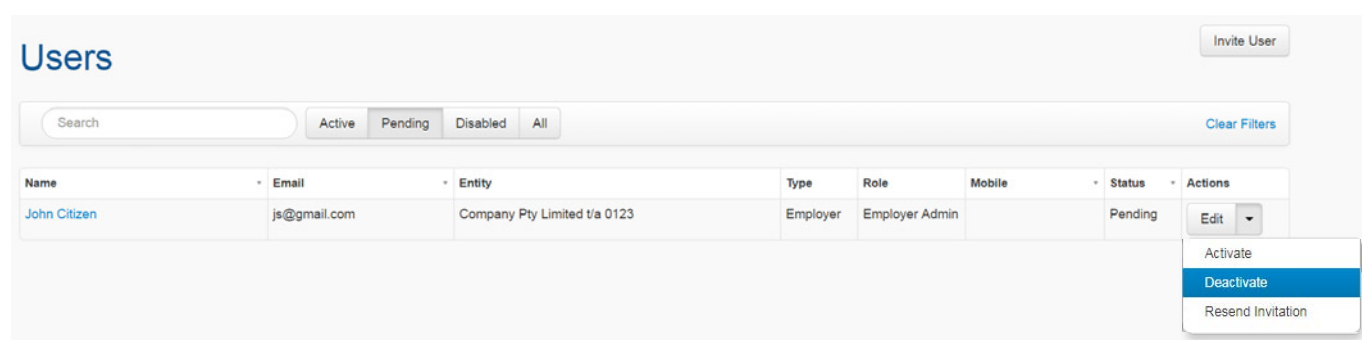 Invite User
Users
Search Active Pending Disabled All Clear Filters
Name Email Entity Type Role Mobile Status Actions
John Citizen js@gmail.com Company Pty Limited t/a 0123 Employer Employer Admin Pending Edit
Activate
Deactivate
Resend Invitation